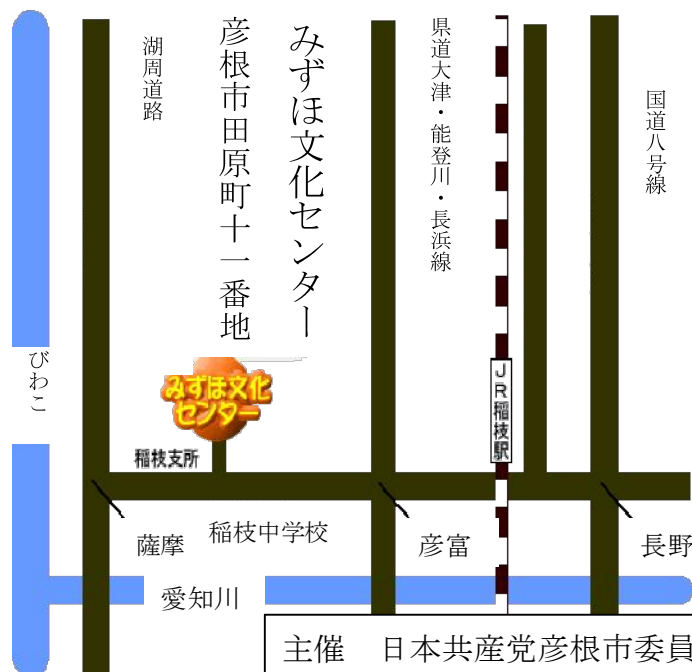 国道八号線
県道大津・能登川・長浜線
みずほ文化センター
彦根市田原町十一番地
湖周道路
びわこ
みずほ文化
センター
稲枝支所
JR稲枝駅
薩摩
稲枝中学校
彦富
長野
愛知川
主催　日本共産党彦根市委員